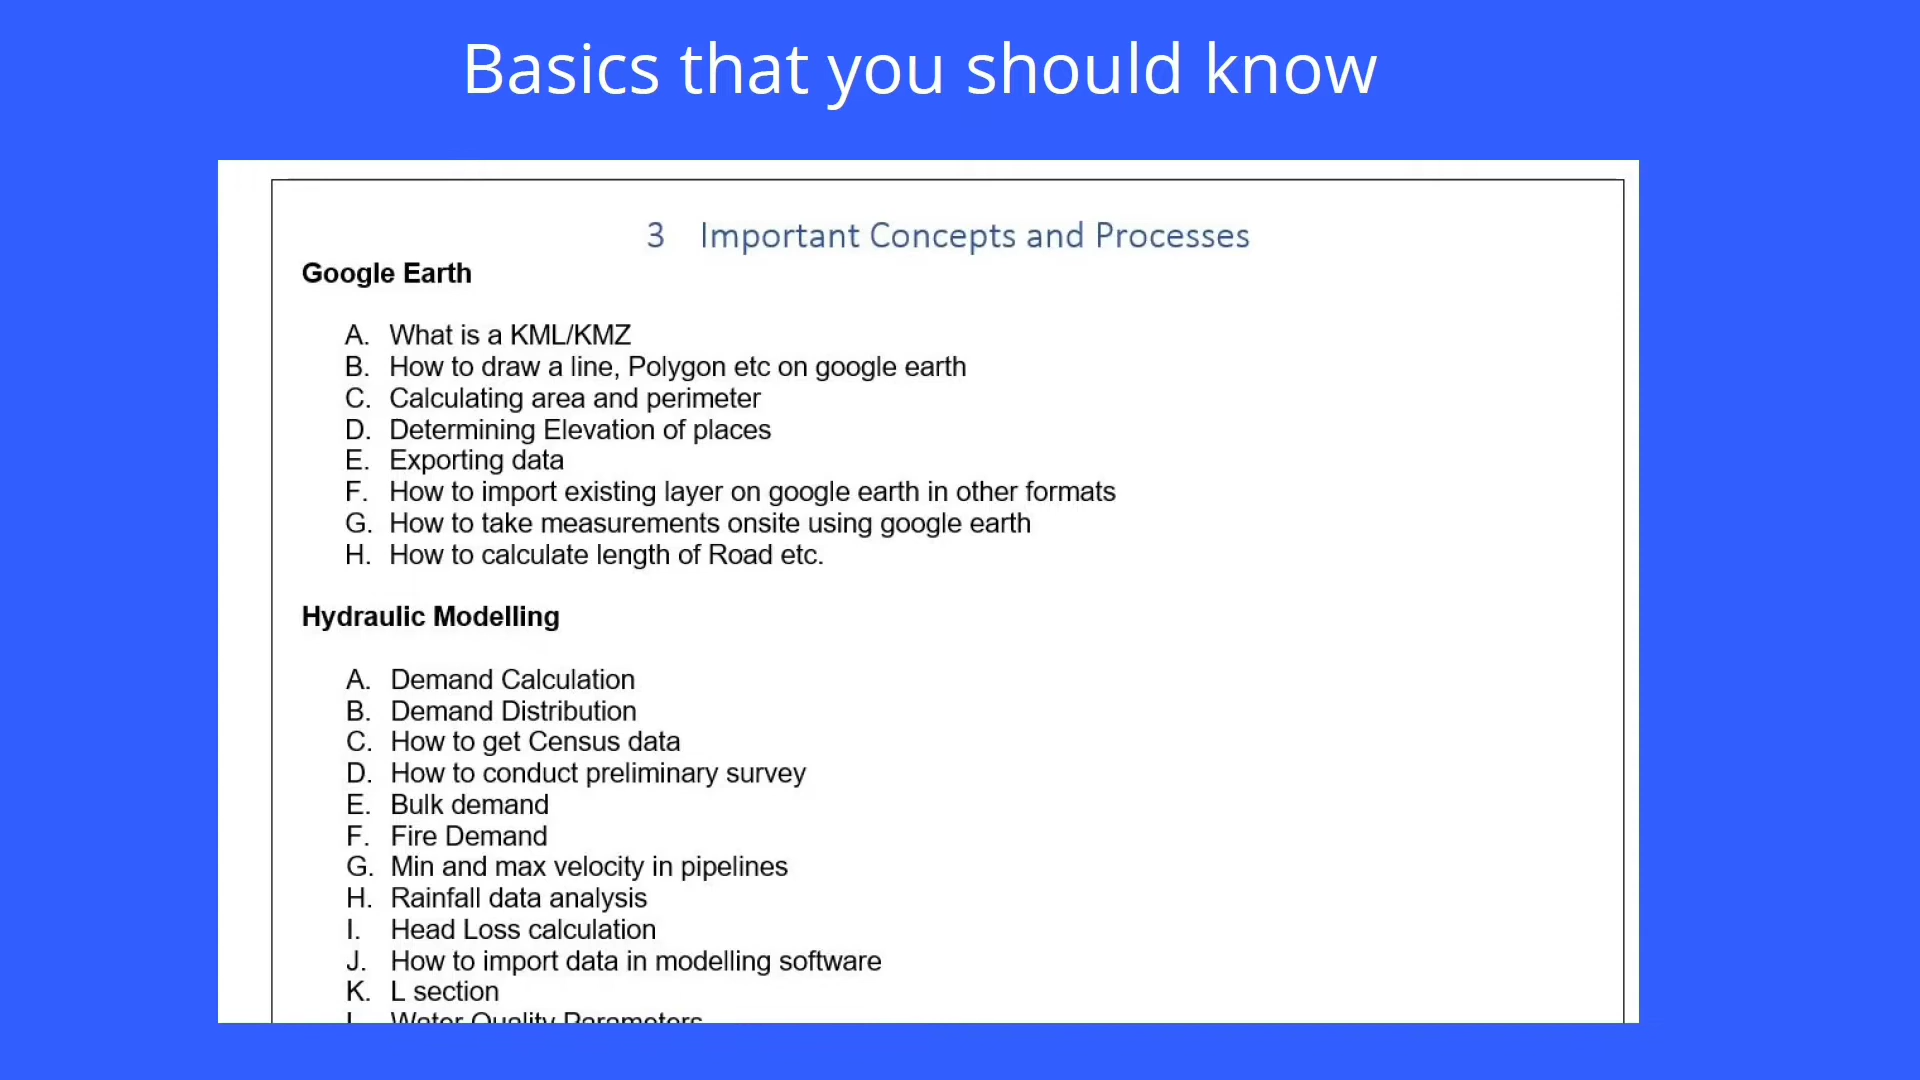 Basics that you should know
3 Important Concepts and Processes
Google Earth
A. What is a KML/KMZ
B. How to draw a line, Polygon etc on google earth
C. Calculating area and perimeter
D. Determining Elevation of places
E. Exporting data
F. How to import existing layer on google earth in other formats
G. How to take measurements onsite using google earth
H. How to calculate length of Road etc.
Hydraulic Modelling
A. Demand Calculation
B. Demand Distribution
C. How to get Census data
D. How to conduct preliminary survey
E. Bulk demand
F. Fire Demand
G. Min and max velocity in pipelines
H. Rainfall data analysis
I. Head Loss calculation
J. How to import data in modelling software
K. L section
L. Water Quality Parameters